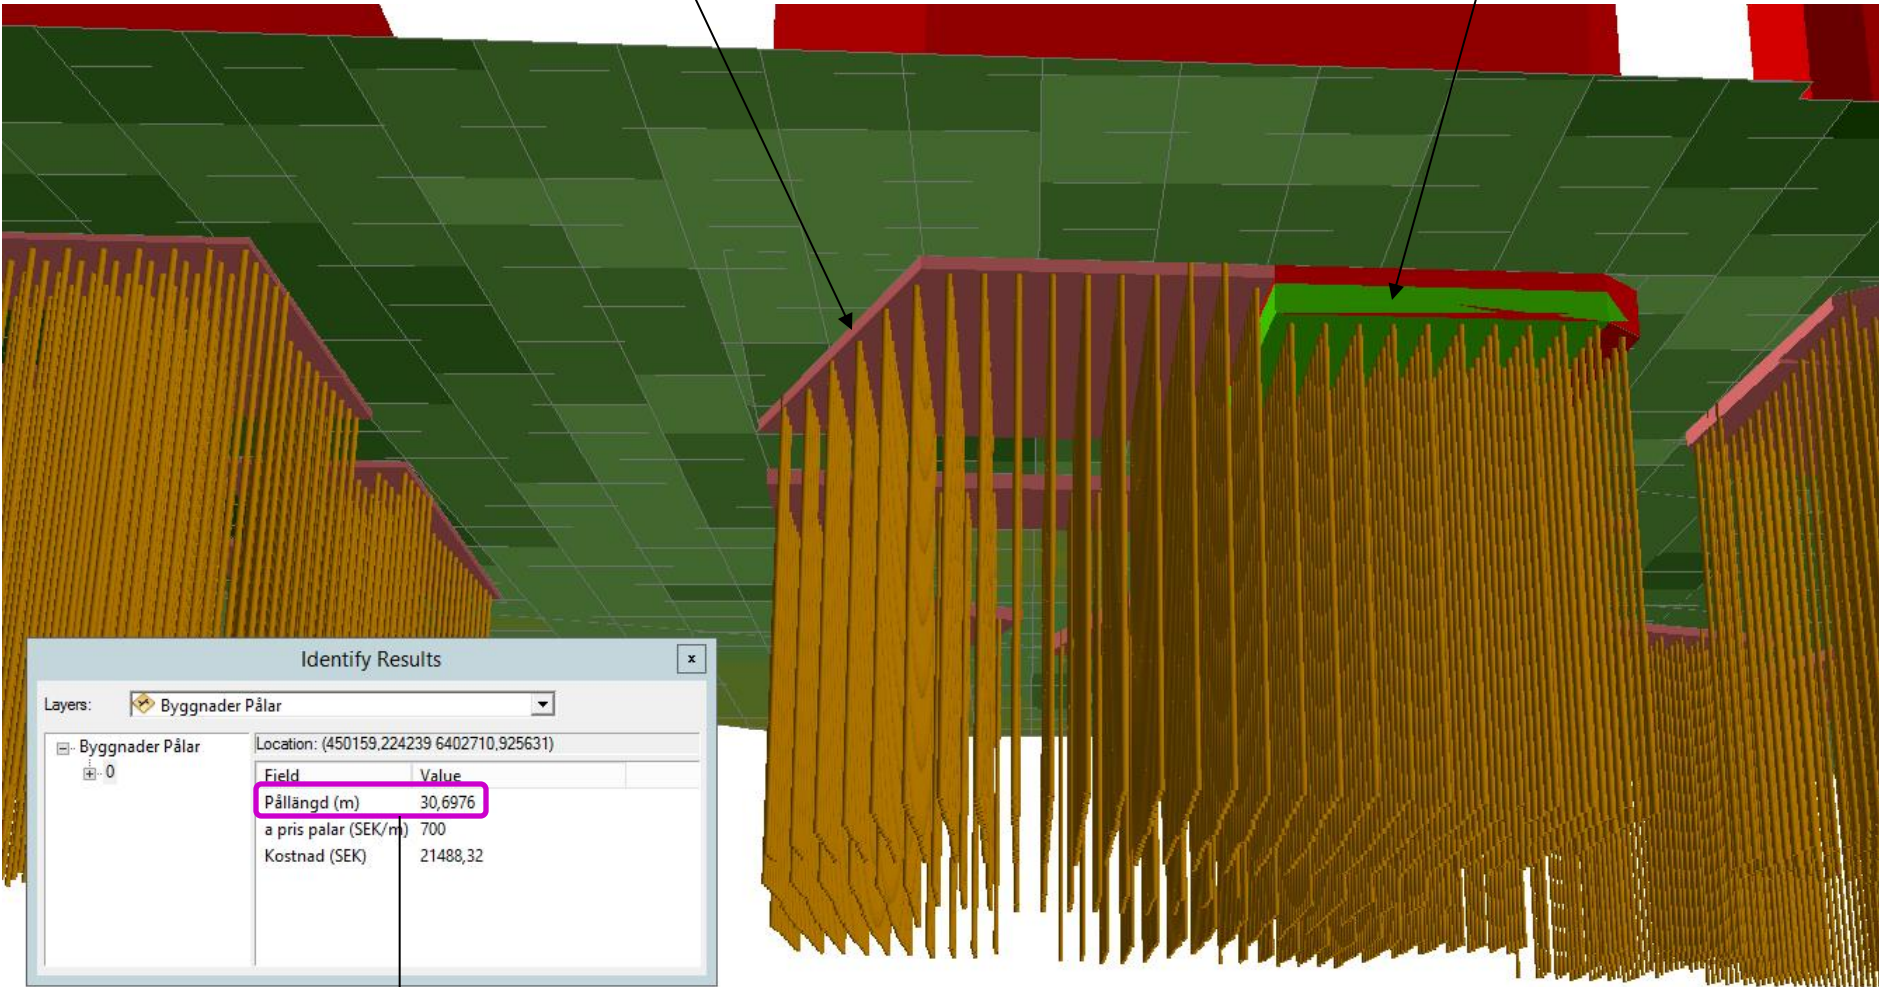 Identify Results
x
Layers: Byggnader Pålar
Byggnader Pålar
0
Location: (450159,224239 6402710,925631)
Field Value
Pållängd (m) 30,6976
a pris palar (SEK/m) 700
Kostnad (SEK) 21488,32